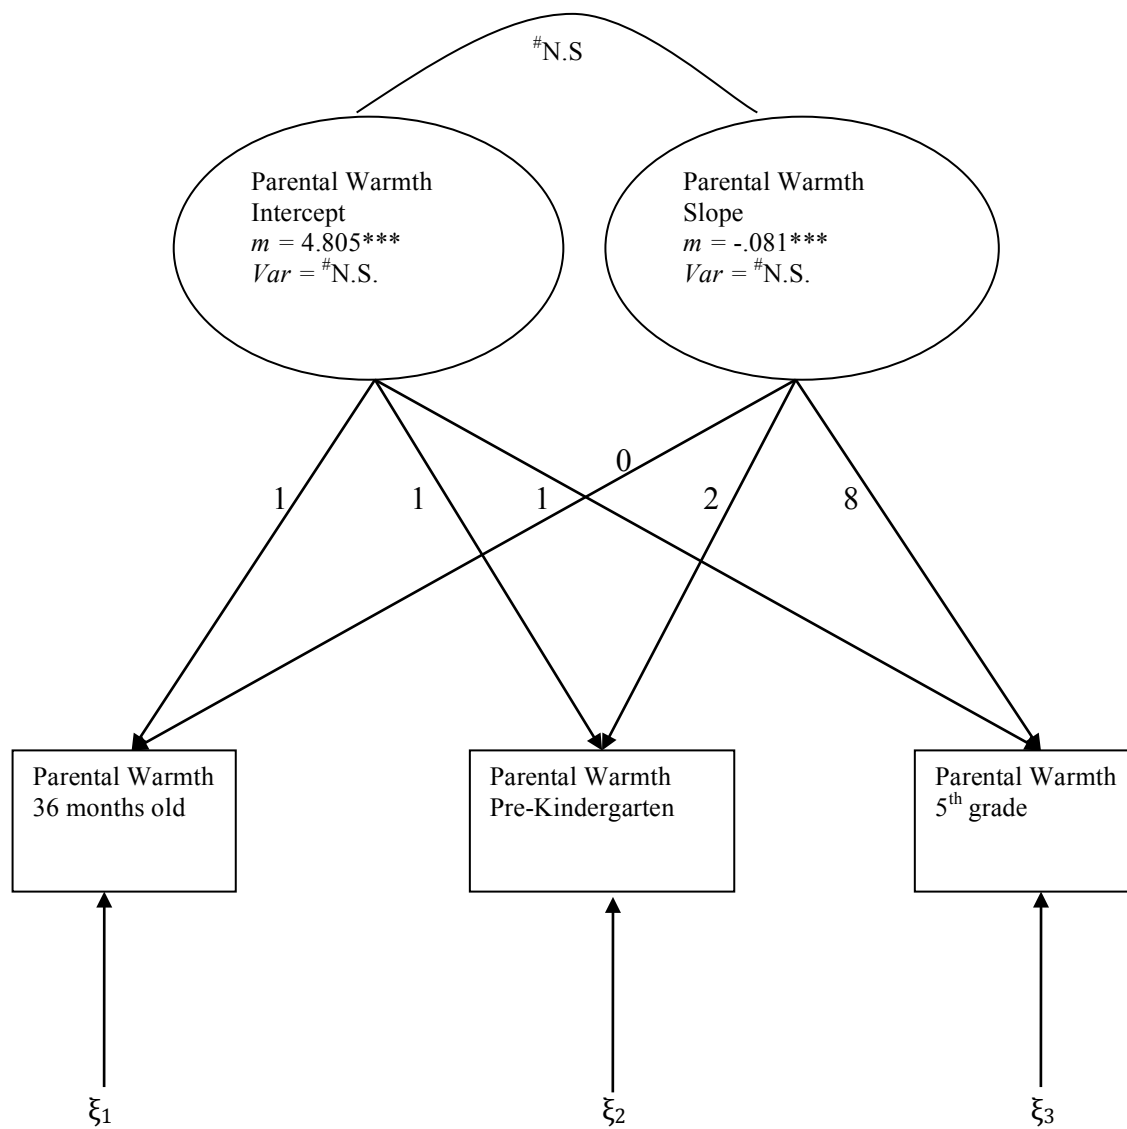 #N.S
Parental Warmth
Intercept
m = 4.805***
Var = #N.S.
Parental Warmth
Slope
m = -.081***
Var = #N.S.
0
1 1 1 2 8
Parental Warmth
36 months old
Parental Warmth
Pre-Kindergarten
Parental Warmth
5th grade
ξ1 ξ2 ξ3